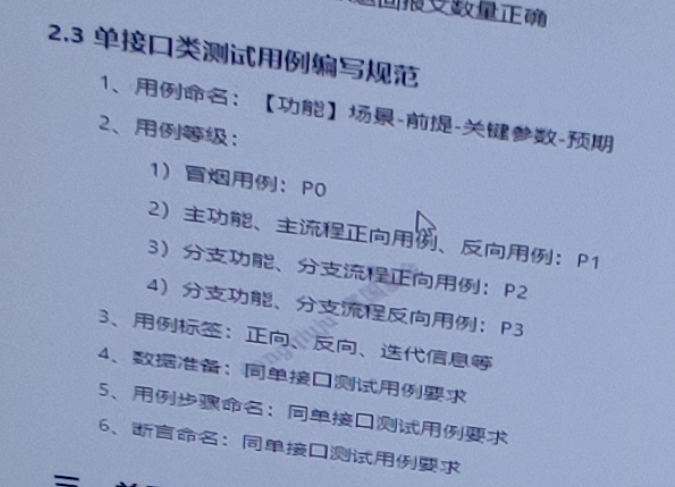 返回报文数量正确
2.3 单接口类测试用例编写规范
1、用例命名：【功能】场景-前提-关键参数-预期
2、用例等级：
1）冒烟用例：P0
2）主功能、主流程正向用例、反向用例：P1
3）分支功能、分支流程正向用例：P2
4）分支功能、分支流程反向用例：P3
3、用例标签：正向、反向、迭代信息等
4、数据准备：同单接口测试用例要求
5、用例步骤命名：同单接口测试用例要求
6、断言命名：同单接口测试用例要求
三、